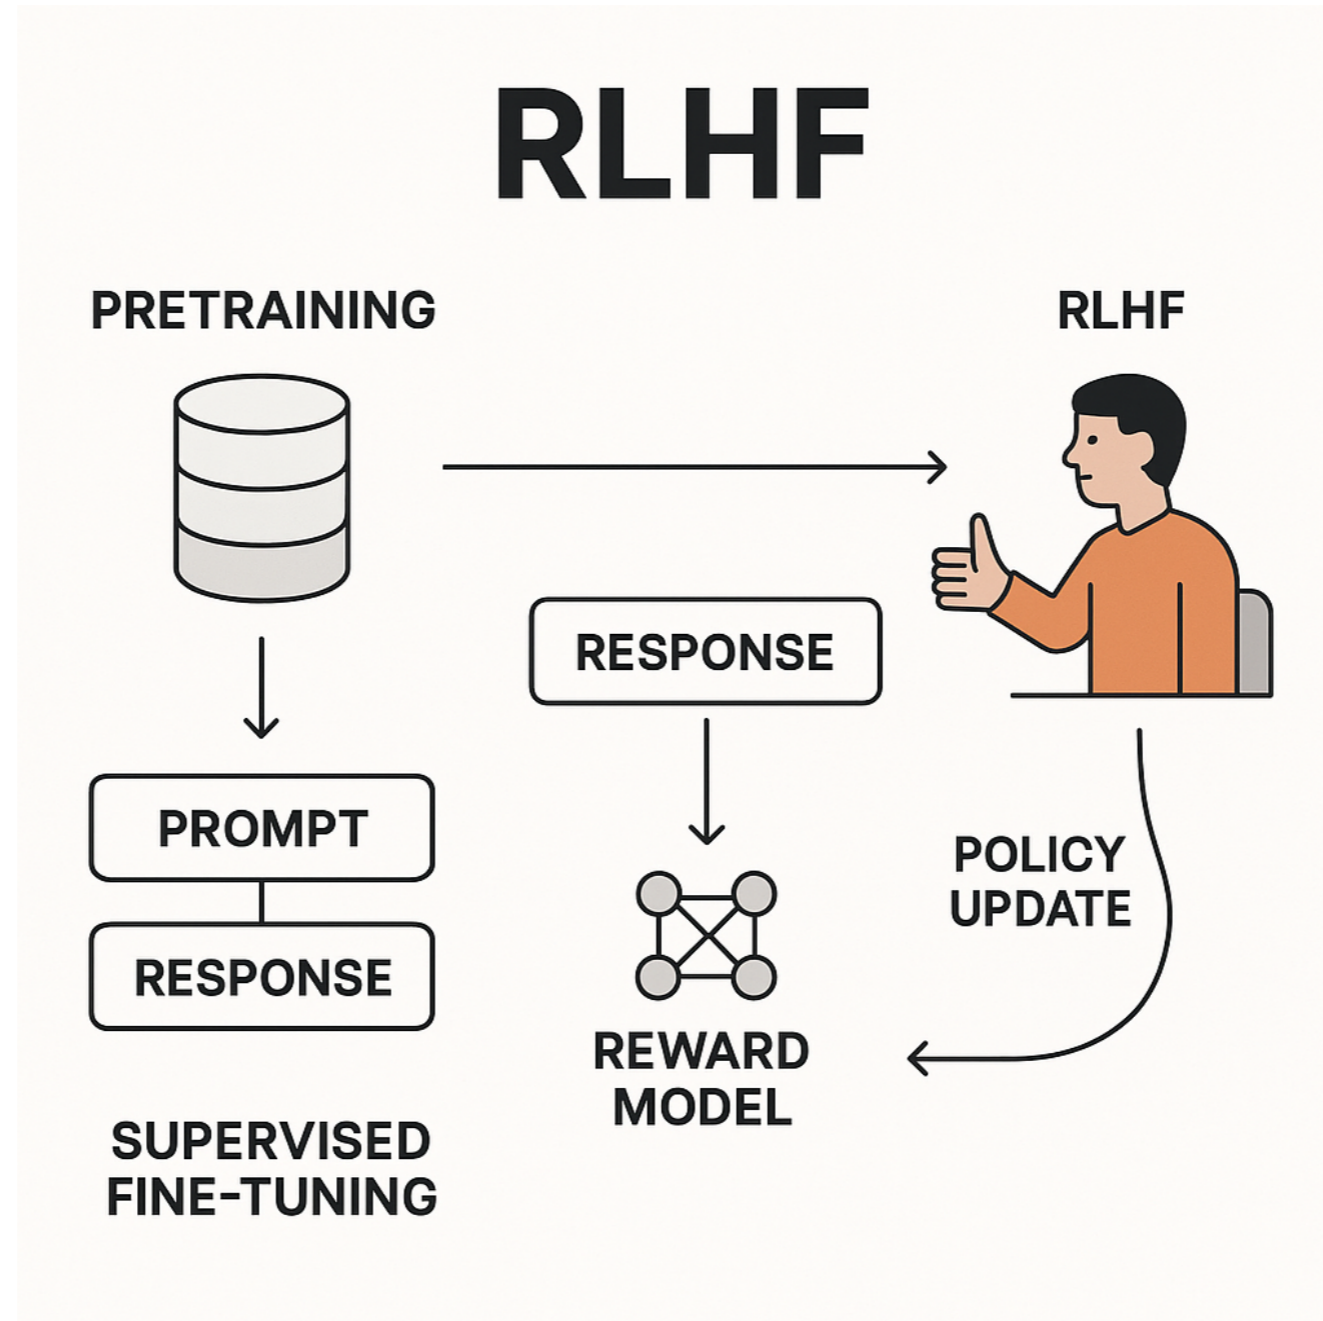 RLHF
PRETRAINING
RLHF
RESPONSE
PROMPT
RESPONSE
POLICY
UPDATE
REWARD
MODEL
SUPERVISED
FINE-TUNING